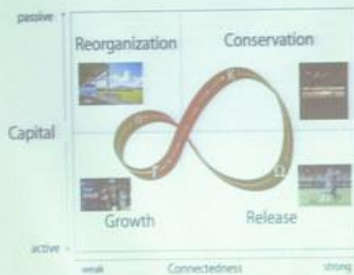 passive
Reorganization Conservation
K
Capital
r Ω
Growth Release
active
weak Connectedness strong